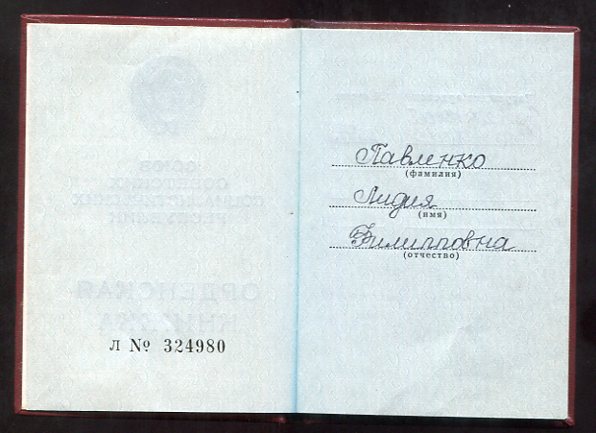 Л № 324980
Павленко
(фамилия)
Лидия
(имя)
Филипповна
(отчество)